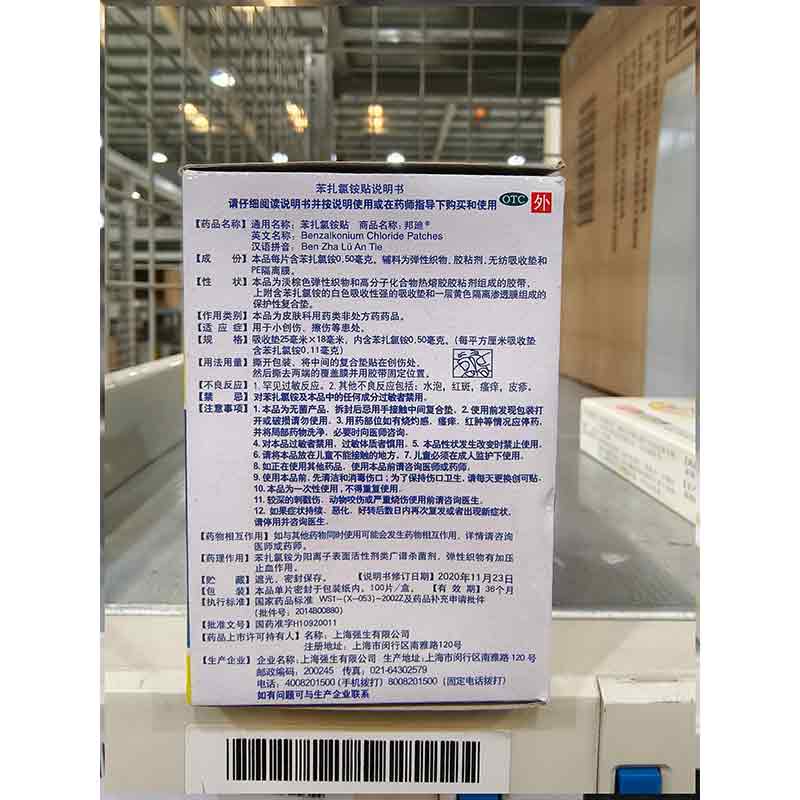 苯扎氯铵贴说明书
请仔细阅读说明书并按说明使用或在药师指导下购买和使用 OTC 外
【药品名称】通用名称：苯扎氯铵贴 商品名称：邦迪®
英文名称：Benzalkonium Chloride Patches
汉语拼音：Ben Zha Lü An Tie
【成 份】本品每片含苯扎氯铵0.50毫克。辅料为弹性织物、胶粘剂、无纺吸收垫和
PE隔离膜。
【性 状】本品为淡棕色弹性织物和高分子化合物热熔胶胶粘剂组成的胶带，
上附含苯扎氯铵的白色吸收性强的吸收垫和一层黄色隔离渗透膜组成的
保护性复合垫。
【作用类别】本品为皮肤科用药类非处方药药品。
【适 应 症】用于小创伤、擦伤等患处。
【规 格】吸收垫25毫米×18毫米，内含苯扎氯铵0.50毫克。（每平方厘米吸收垫
含苯扎氯铵0.11毫克）
【用法用量】撕开包装、将中间的复合垫贴在创伤处，
然后撕去两端的覆盖膜并用胶带固定位置。
【不良反应】1. 罕见过敏反应。2. 其他不良反应包括：水泡，红斑，瘙痒，皮疹。
【禁 忌】对苯扎氯铵及本品中的任何成分过敏者禁用。
【注意事项】1. 本品为无菌产品，拆封后忌用手接触中间复合垫。2. 使用前发现包装打
开或破损请勿使用。3. 用药部位如有烧灼感、瘙痒、红肿等情况应停药，
并将局部药物洗净，必要时向医师咨询。
4. 对本品过敏者禁用，过敏体质者慎用。5. 本品性状发生改变时禁止使用。
6. 请将本品放在儿童不能接触的地方。7. 儿童必须在成人监护下使用。
8. 如正在使用其他药品，使用本品前请咨询医师或药师。
9. 使用本品前，先清洁和消毒伤口；为了保持伤口卫生，请每天更换创可贴。
10. 本品为一次性使用，不得重复使用。
11. 较深的刺戳伤、动物咬伤或严重烧伤使用前请咨询医生。
12. 如果症状持续、恶化、好转后数日内再次复发或者出现新症状，
请停用并咨询医生。
【药物相互作用】如与其他药物同时使用可能会发生药物相互作用，详情请咨询
医师或药师。
【药理作用】苯扎氯铵为阳离子表面活性剂类广谱杀菌剂，弹性织物有加压
止血作用。
【贮 藏】遮光，密封保存。 【说明书修订日期】2020年11月23日
【包 装】本品单片密封于包装纸内，100片/盒。 【有 效 期】36个月
【执行标准】国家药品标准 WS1-(X-053)-2002Z及药品补充申请批件
（批件号：2014B00880）
【批准文号】国药准字H10920011
【药品上市许可持有人】名称：上海强生有限公司
注册地址：上海市闵行区南雅路120号
【生产企业】企业名称：上海强生有限公司 生产地址：上海市闵行区南雅路120号
邮政编码：200245 传真：021-64302579
电话：4008201500（手机拨打）8008201500（固定电话拨打）
如有问题可与生产企业联系